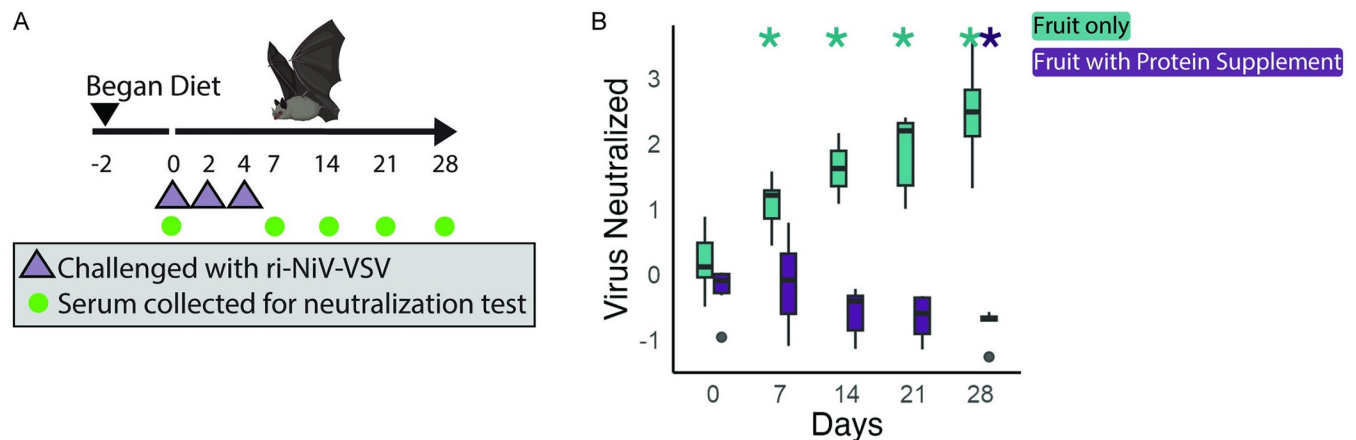 A
Began Diet
-2 0 2 4 7 14 21 28
Challenged with ri-NiV-VSV
Serum collected for neutralization test
B
* * * * *
Fruit only
Fruit with Protein Supplement
Virus Neutralized
3
2
1
0
-1
0 7 14 21 28
Days